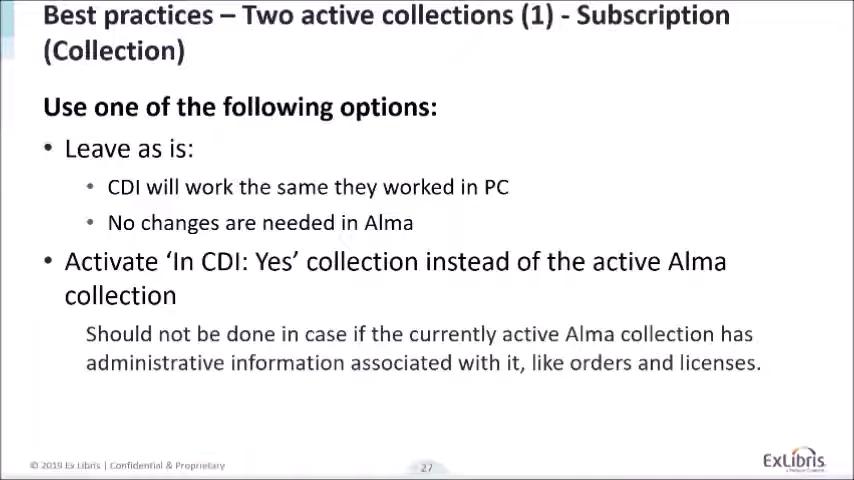 Best practices – Two active collections (1) - Subscription
(Collection)
Use one of the following options:
• Leave as is:
• CDI will work the same they worked in PC
• No changes are needed in Alma
• Activate ‘In CDI: Yes’ collection instead of the active Alma
collection
Should not be done in case if the currently active Alma collection has
administrative information associated with it, like orders and licenses.
© 2019 Ex Libris | Confidential & Proprietary
27
ExLibris